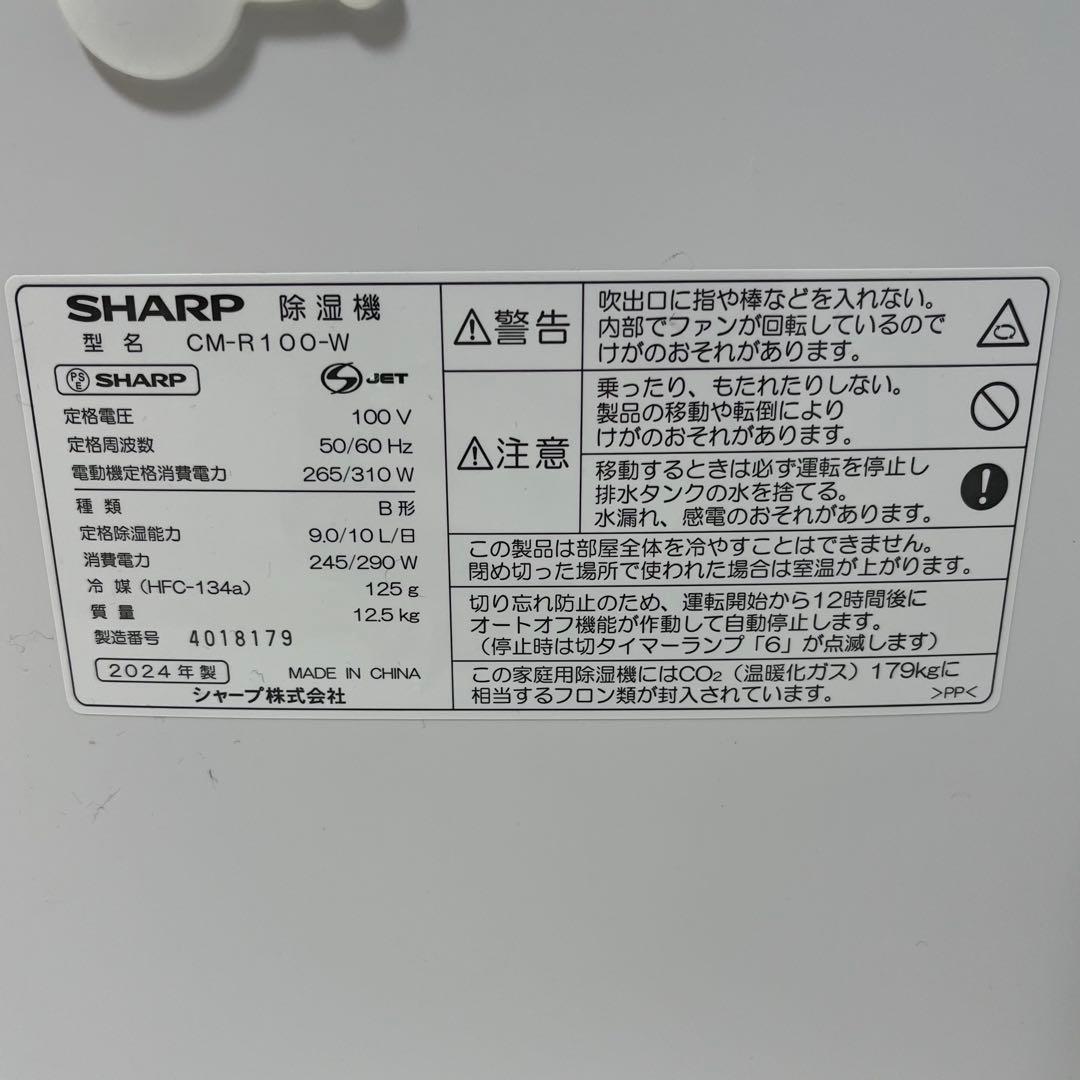 SHARP 除湿機
型名 CM-R100-W
PSE SHARP S JET
定格電圧 100 V
定格周波数 50/60 Hz
電動機定格消費電力 265/310 W
種類 B形
定格除湿能力 9.0/10 L/日
消費電力 245/290 W
冷媒(HFC-134a) 125 g
質量 12.5 kg
製造番号 4018179
2024年製 MADE IN CHINA
シャープ株式会社
警告
吹出口に指や棒などを入れない。
内部でファンが回転しているので
けがのおそれがあります。
注意
乗ったり、もたれたりしない。
製品の移動や転倒により
けがのおそれがあります。
移動するときは必ず運転を停止し
排水タンクの水を捨てる。
水漏れ、感電のおそれがあります。
この製品は部屋全体を冷やすことはできません。
閉め切った場所で使われた場合は室温が上がります。
切り忘れ防止のため、運転開始から12時間後に
オートオフ機能が作動して自動停止します。
(停止時は切タイマーランプ「6」が点滅します)
この家庭用除湿機にはCO₂(温暖化ガス)179kgに
相当するフロン類が封入されています。 >PP<